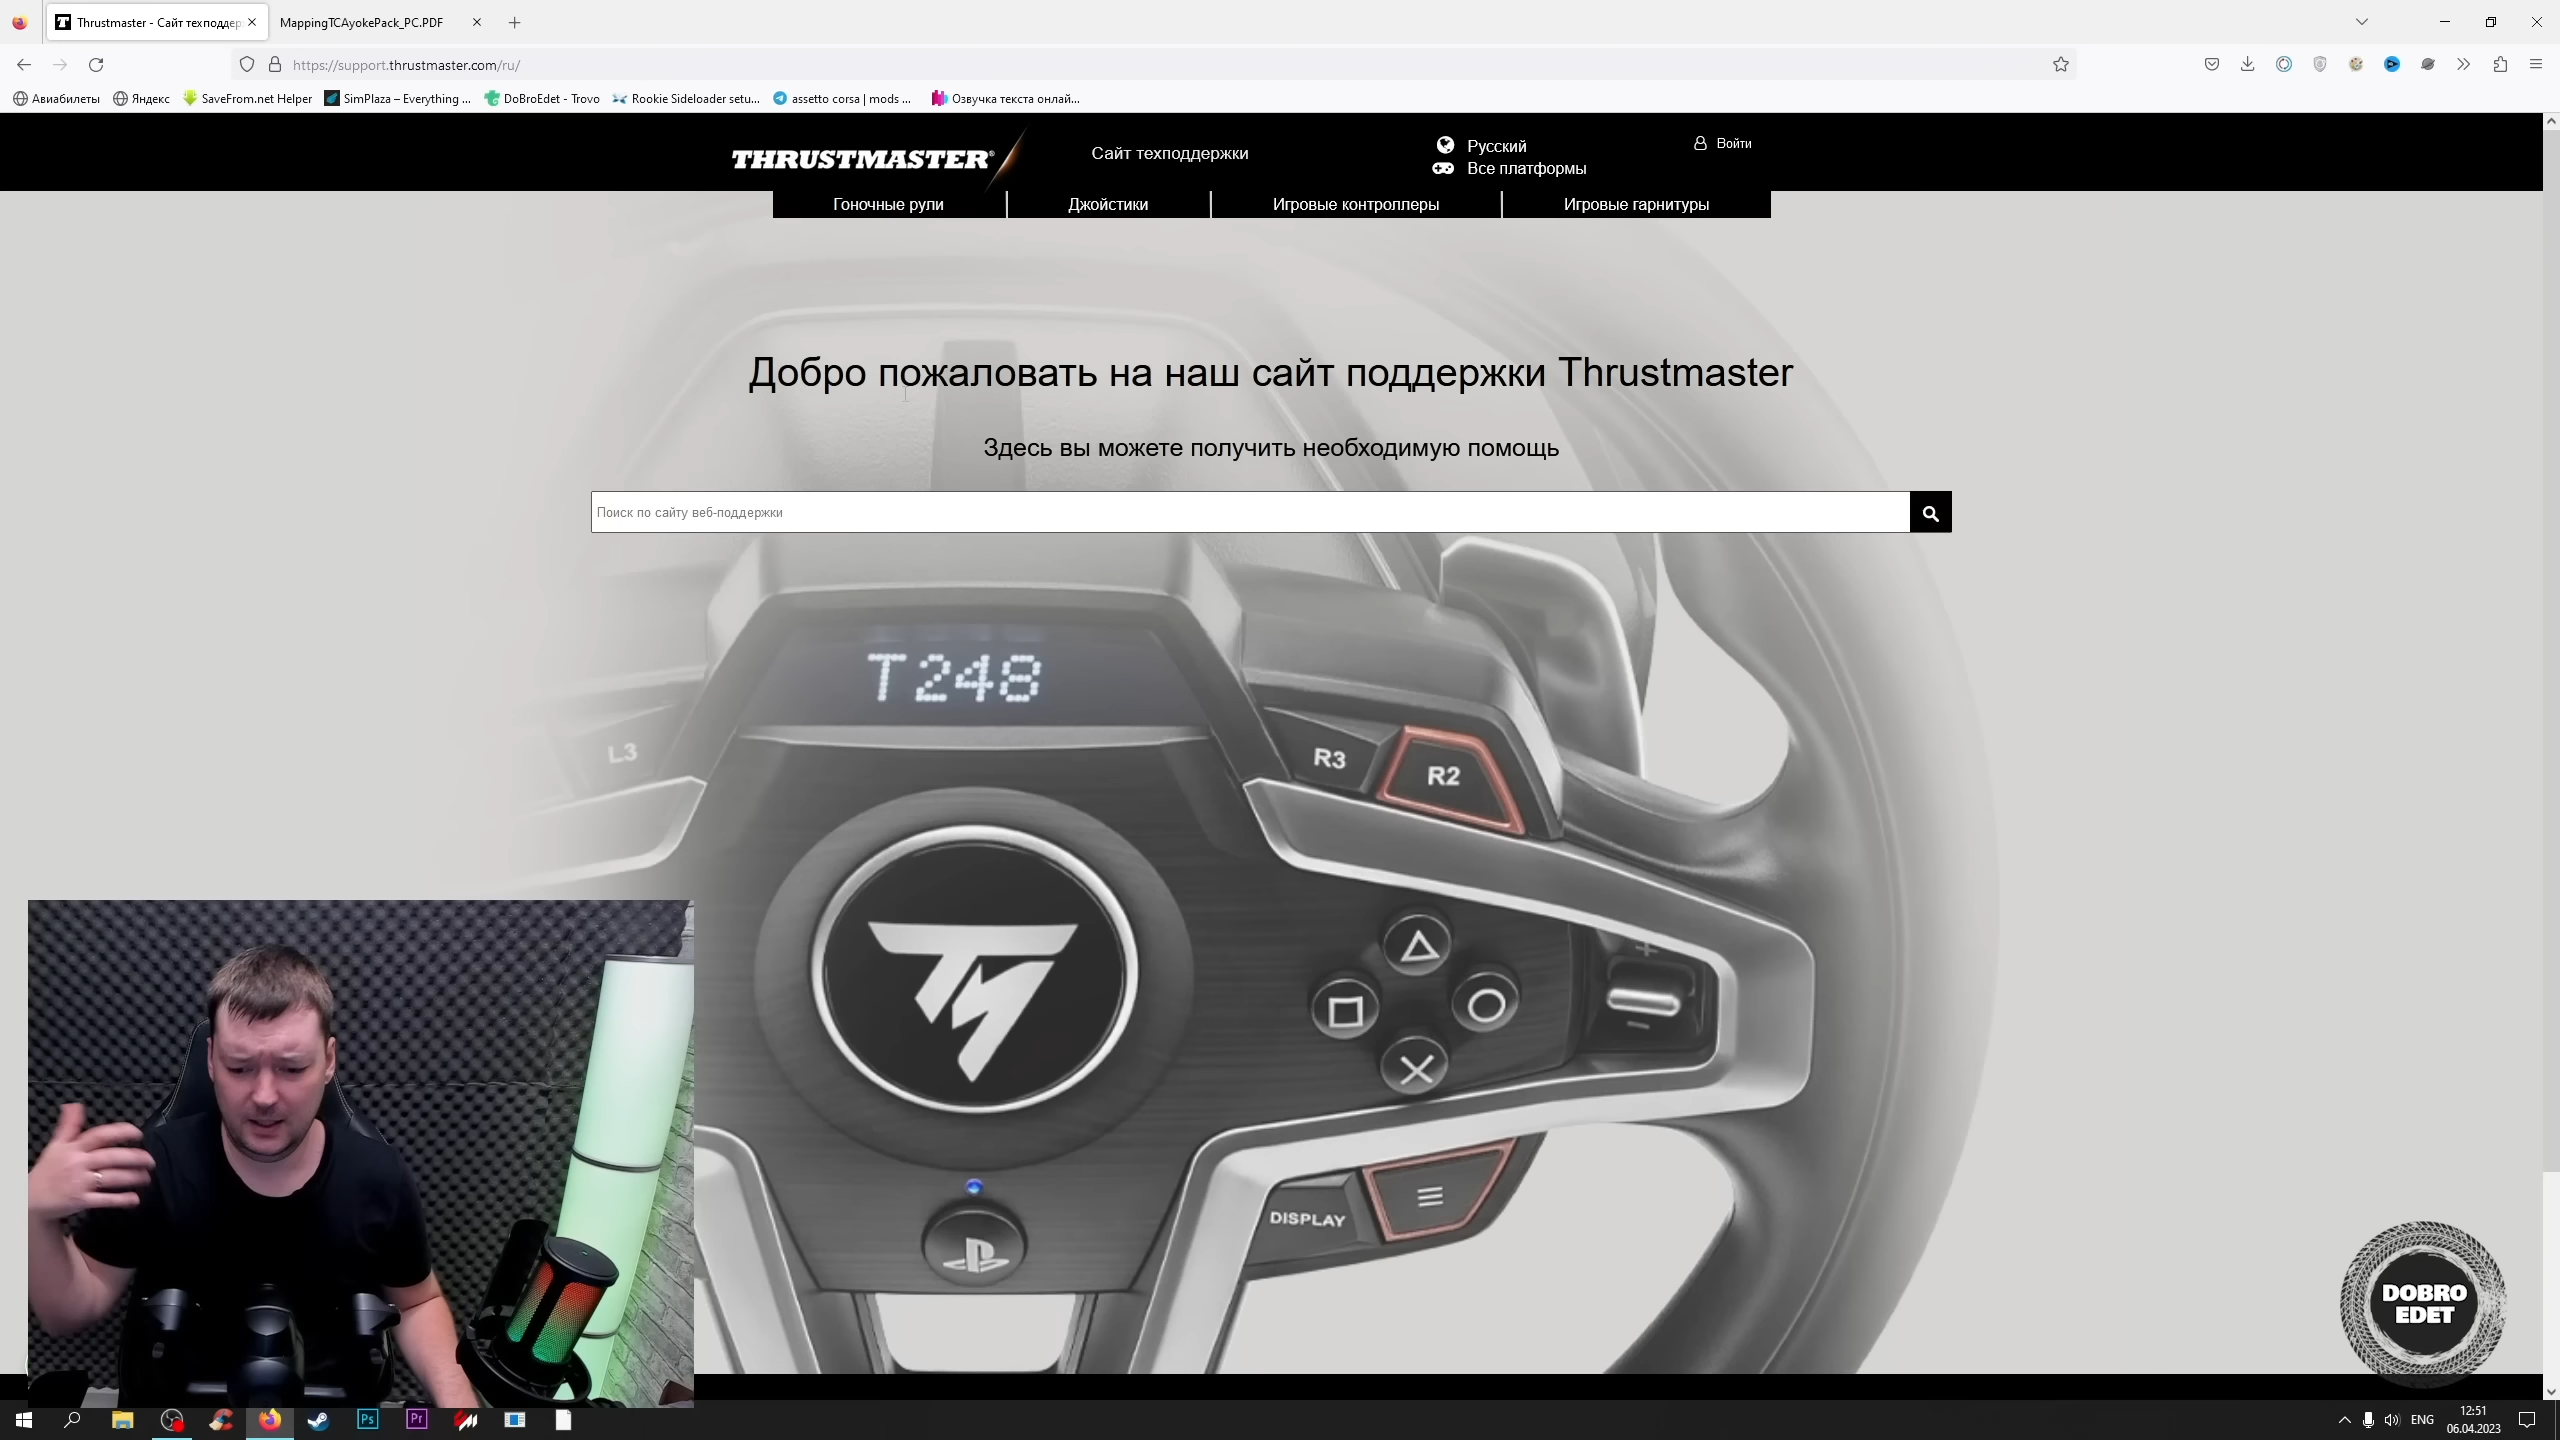 Thrustmaster - Сайт техподдер
MappingTCAyokePack_PC.PDF
https://support.thrustmaster.com/ru/
Авиабилеты
Яндекс
SaveFrom.net Helper
SimPlaza – Everything ...
DoBroEdet - Trovo
Rookie Sideloader setu...
assetto corsa | mods ...
Озвучка текста онлай...
THRUSTMASTER®
Сайт техподдержки
Русский
Все платформы
Войти
Гоночные рули
Джойстики
Игровые контроллеры
Игровые гарнитуры
Добро пожаловать на наш сайт поддержки Thrustmaster
Здесь вы можете получить необходимую помощь
Поиск по сайту веб-поддержки
T248
L3
R3
R2
DISPLAY
DOBRO
EDET
Ps
Pr
ENG
12:51
06.04.2023